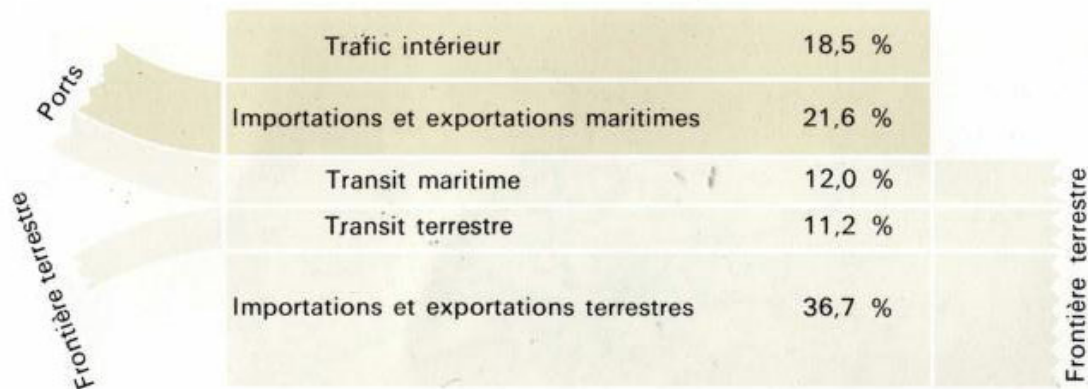 Ports
Trafic intérieur 18,5 %
Importations et exportations maritimes 21,6 %
Transit maritime 12,0 %
Transit terrestre 11,2 %
Importations et exportations terrestres 36,7 %
Frontière terrestre
Frontière terrestre